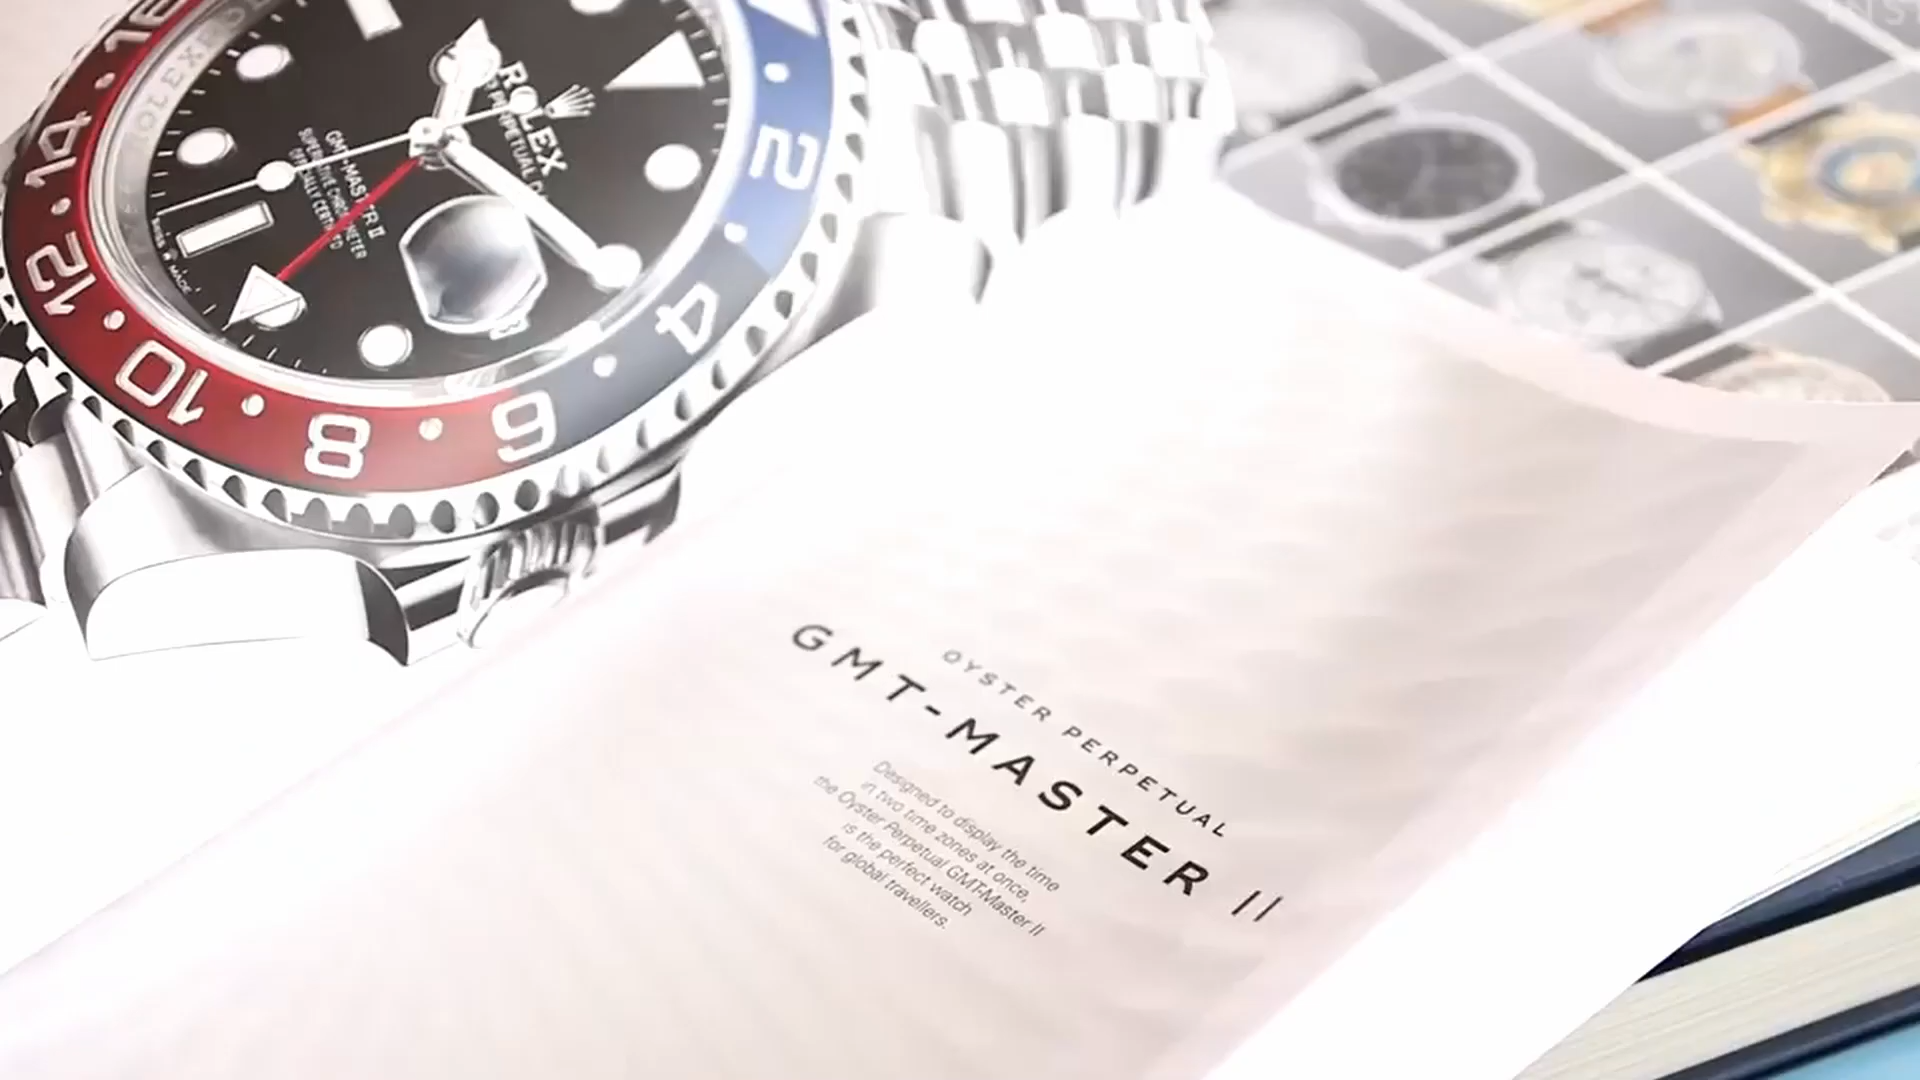 ROLEX
GMT-MASTER II
SUPERLATIVE CHRONOMETER
OFFICIALLY CERTIFIED
SWISS
MADE
2
4
6
8
10
12
14
16
OYSTER PERPETUAL
GMT-MASTER II
Designed to display the time
in two time zones at once,
the Oyster Perpetual GMT-Master II
is the perfect watch
for global travellers.